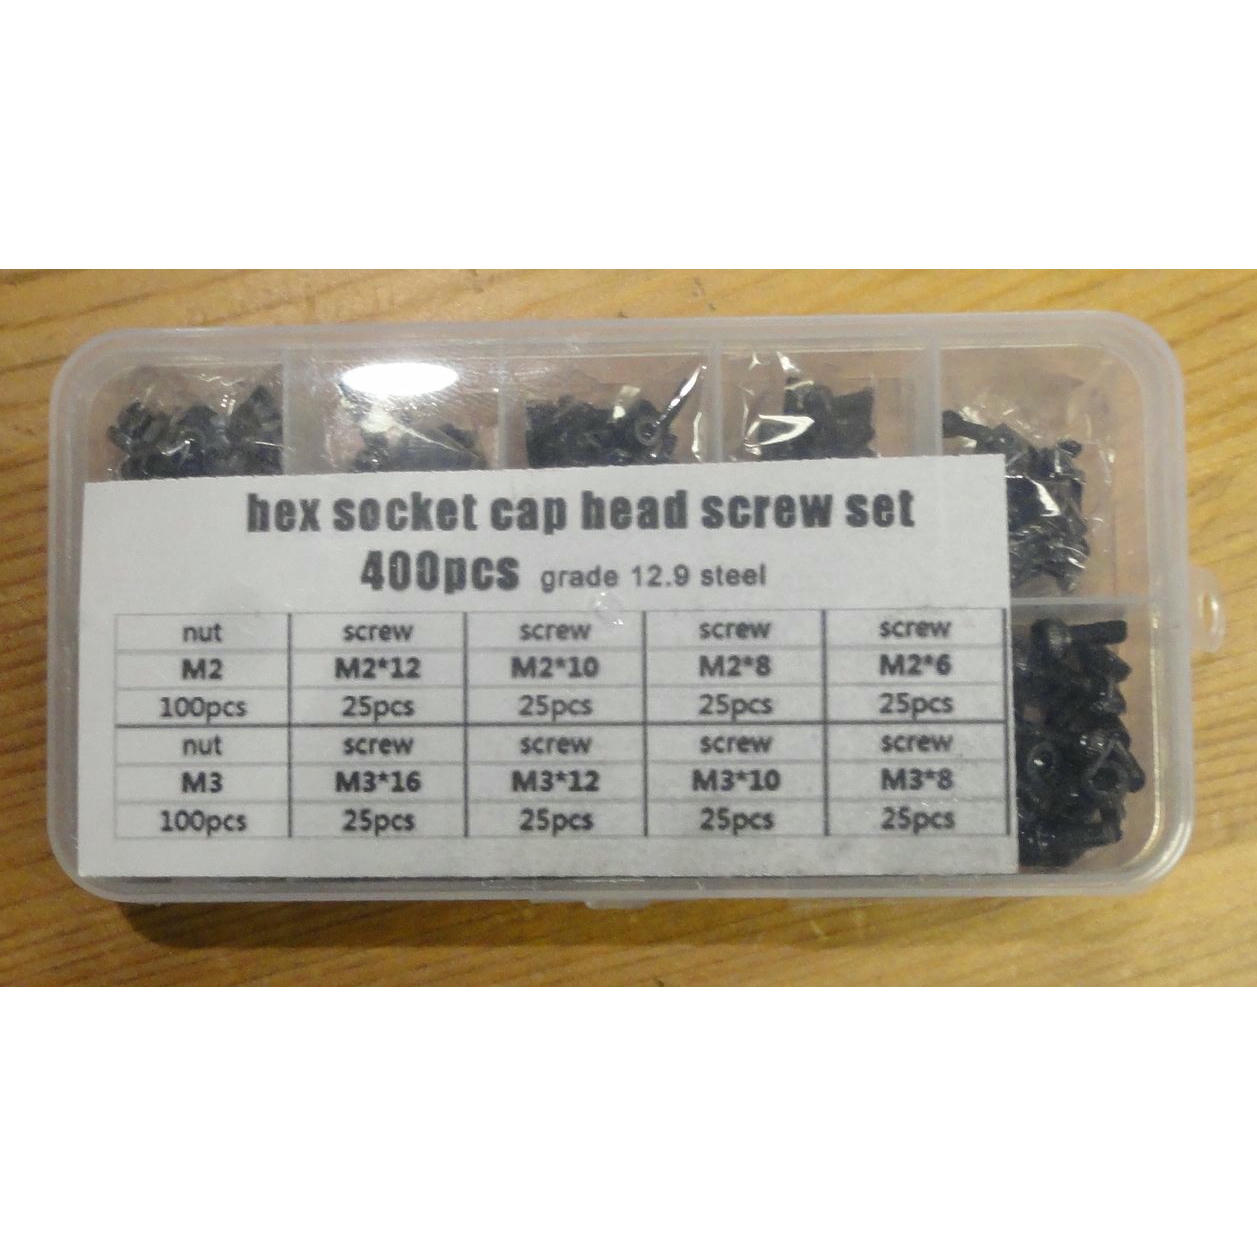 hex socket cap head screw set
400pcs grade 12.9 steel
nut screw screw screw screw
M2 M2*12 M2*10 M2*8 M2*6
100pcs 25pcs 25pcs 25pcs 25pcs
nut screw screw screw screw
M3 M3*16 M3*12 M3*10 M3*8
100pcs 25pcs 25pcs 25pcs 25pcs